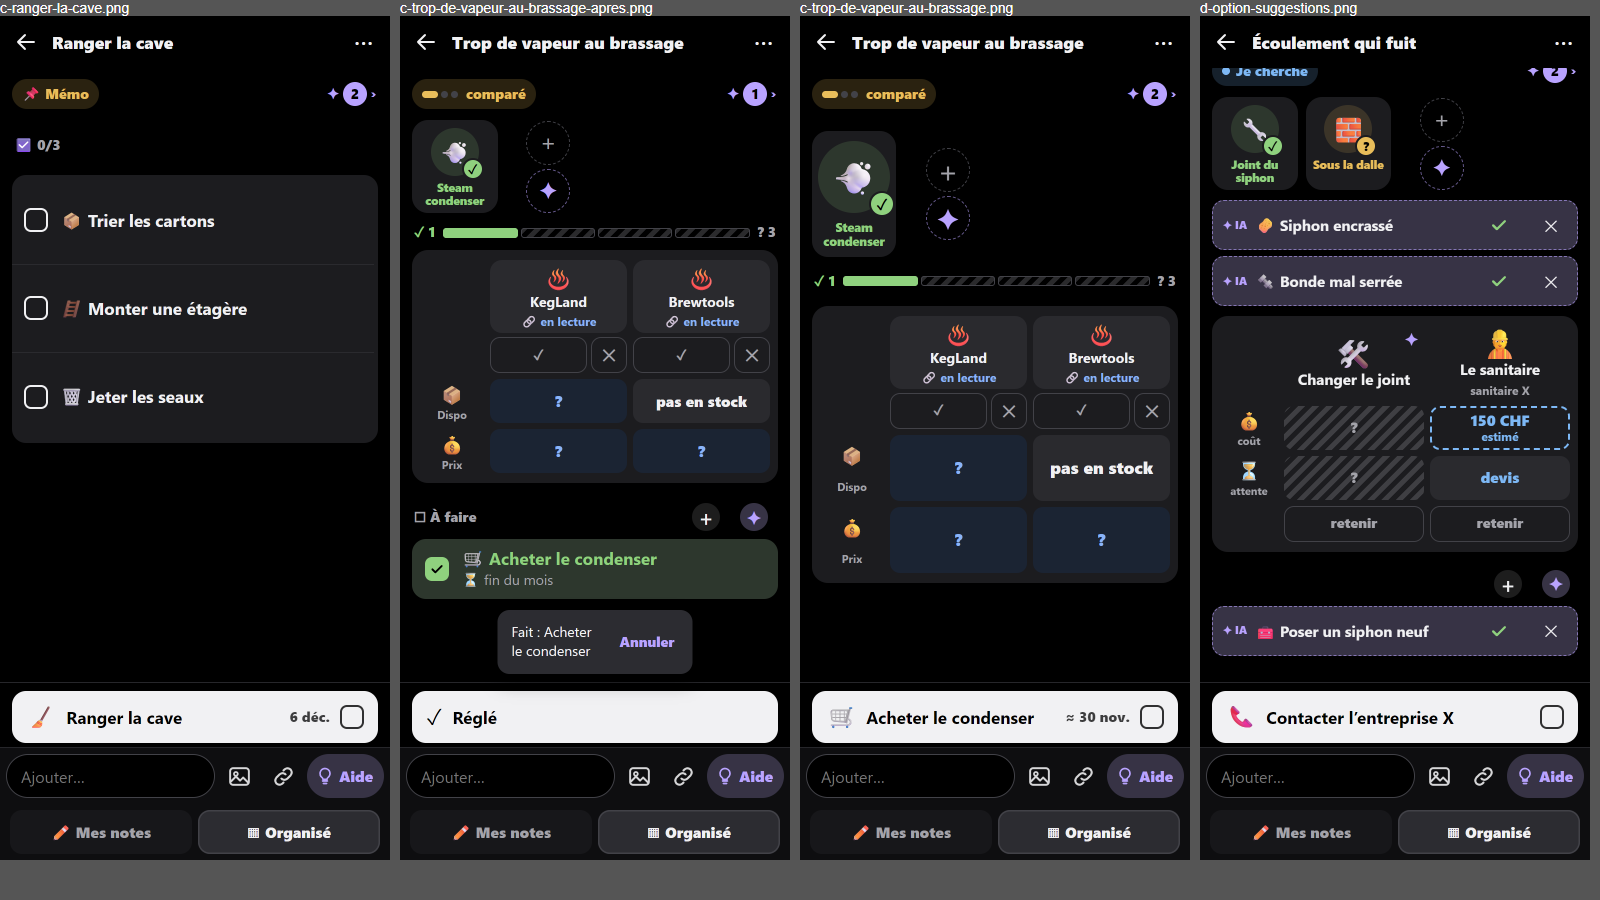 c-ranger-la-cave.png
Ranger la cave
Mémo
2
0/3
Trier les cartons
Monter une étagère
Jeter les seaux
Ranger la cave
6 déc.
Ajouter...
Aide
Mes notes
Organisé
c-trop-de-vapeur-au-brassage-apres.png
Trop de vapeur au brassage
comparé
1
Steam
condenser
✓ 1
? 3
KegLand
en lecture
Brewtools
en lecture
Dispo
?
pas en stock
Prix
?
?
À faire
Acheter le condenser
fin du mois
Fait : Acheter
le condenser
Annuler
✓ Réglé
Ajouter...
Aide
Mes notes
Organisé
c-trop-de-vapeur-au-brassage.png
Trop de vapeur au brassage
comparé
2
Steam
condenser
✓ 1
? 3
KegLand
en lecture
Brewtools
en lecture
Dispo
?
pas en stock
Prix
?
?
Acheter le condenser
≈ 30 nov.
Ajouter...
Aide
Mes notes
Organisé
d-option-suggestions.png
Écoulement qui fuit
Je cherche
2
Joint du
siphon
?
Sous la dalle
IA
Siphon encrassé
IA
Bonde mal serrée
Changer le joint
Le sanitaire
sanitaire X
coût
?
150 CHF
estimé
attente
?
devis
retenir
retenir
IA
Poser un siphon neuf
Contacter l’entreprise X
Ajouter...
Aide
Mes notes
Organisé